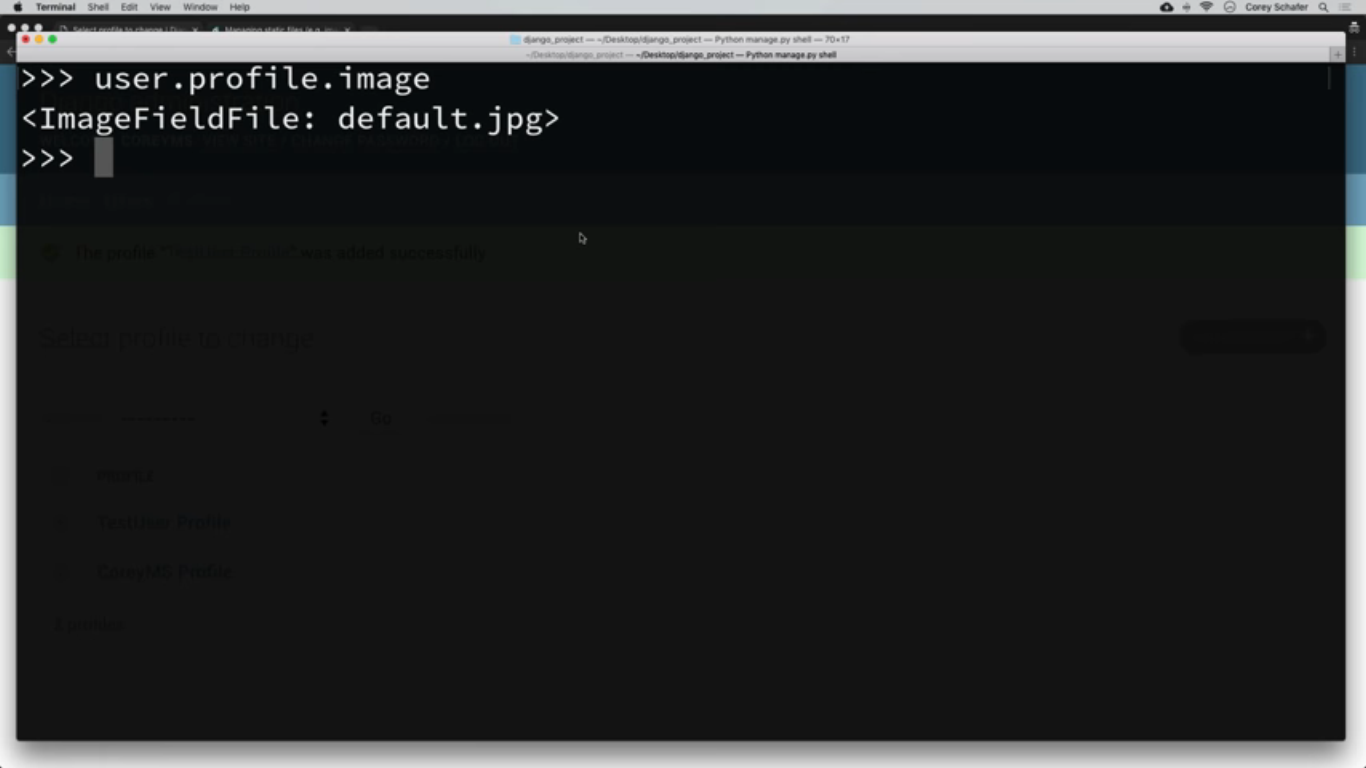 Terminal Shell Edit View Window Help Corey Schafer
Select profile to change | Dja
Managing static files (e.g. ima
django_project — ~/Desktop/django_project — Python manage.py shell — 70×17
~/Desktop/django_project — ~/Desktop/django_project — Python manage.py shell
>>> user.profile.image
<ImageFieldFile: default.jpg>
>>>
The profile "TestUser Profile" was added successfully.
Select profile to change
Go
PROFILE
TestUser Profile
CoreyMS Profile
2 profiles